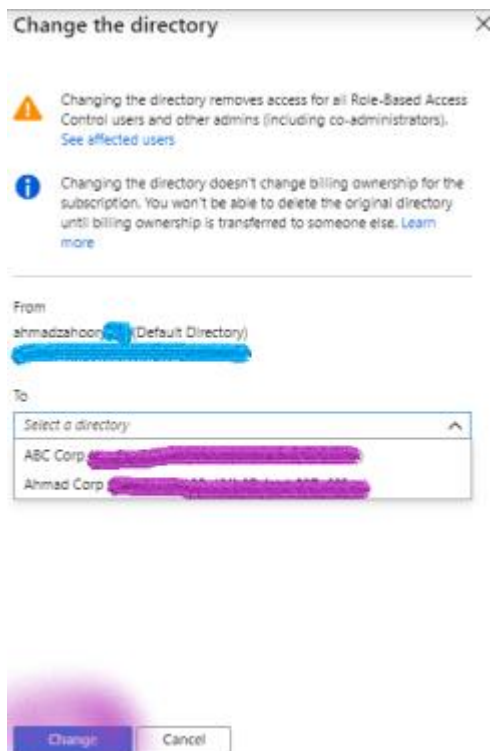 Change the directory
Changing the directory removes access for all Role-Based Access
Control users and other admins (including co-administrators).
See affected users
Changing the directory doesn't change billing ownership for the
subscription. You won't be able to delete the original directory
until billing ownership is transferred to someone else. Learn
more
From
ahmadzahoor (Default Directory)
To
Select a directory
ABC Corp
Ahmad Corp
Change Cancel